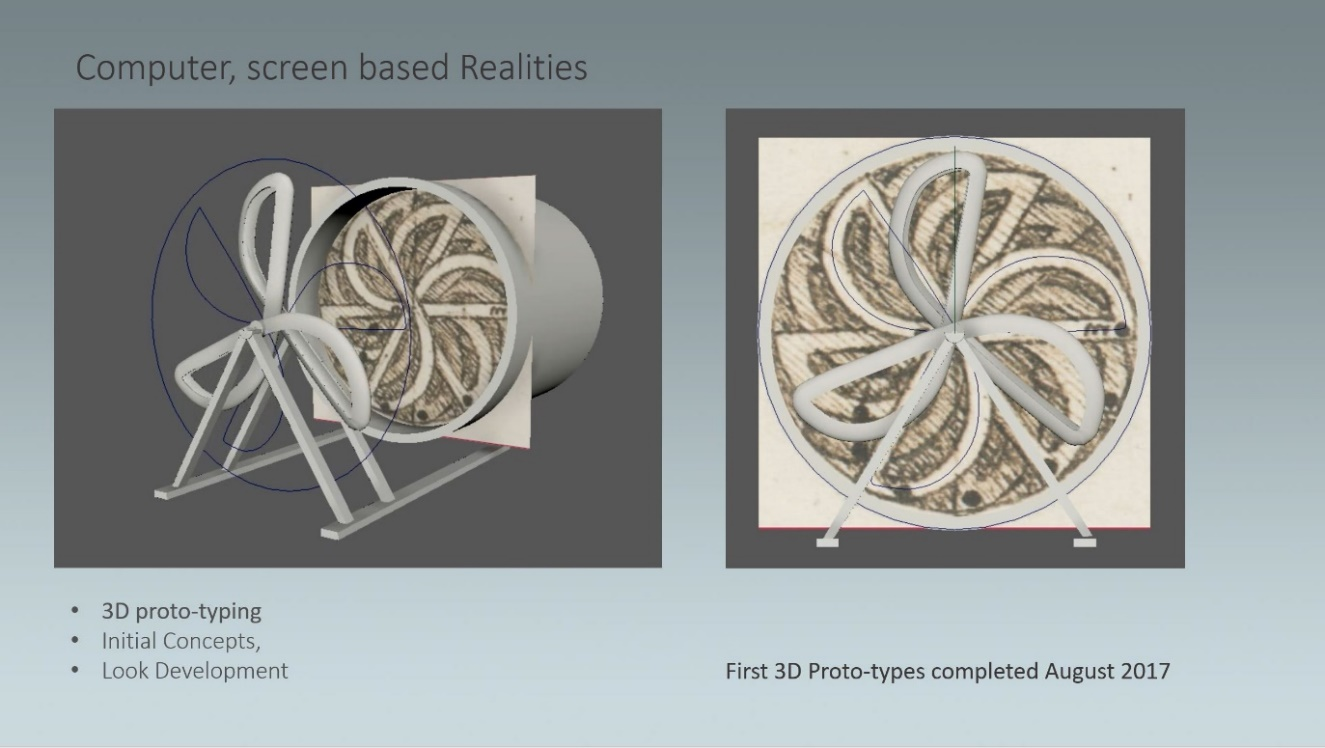 Computer, screen based Realities
• 3D proto-typing
• Initial Concepts,
• Look Development
First 3D Proto-types completed August 2017